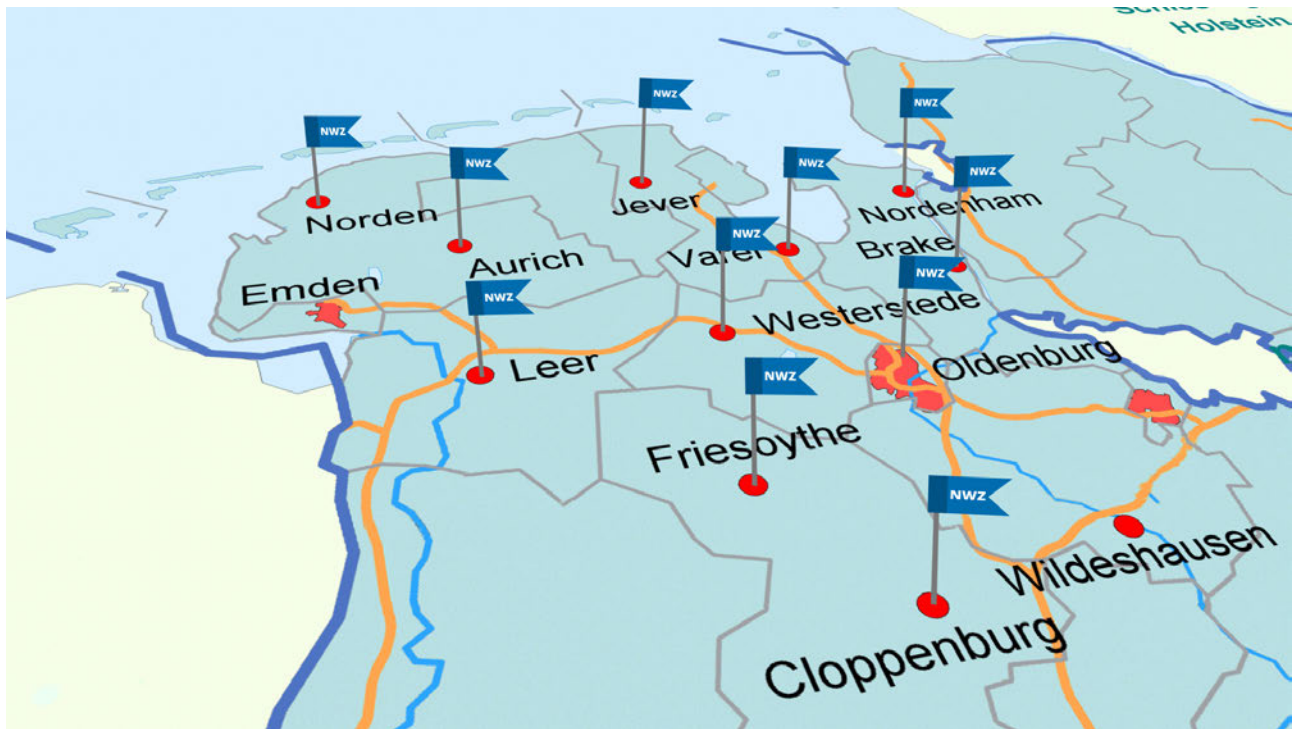 Holstein
NWZ
NWZ
NWZ
NWZ
NWZ
NWZ
NWZ
Norden
Jever
Nordenham
Aurich
Varel
Brake
Emden
NWZ
NWZ
Westerstede
Leer
Oldenburg
NWZ
Friesoythe
NWZ
Wildeshausen
Cloppenburg